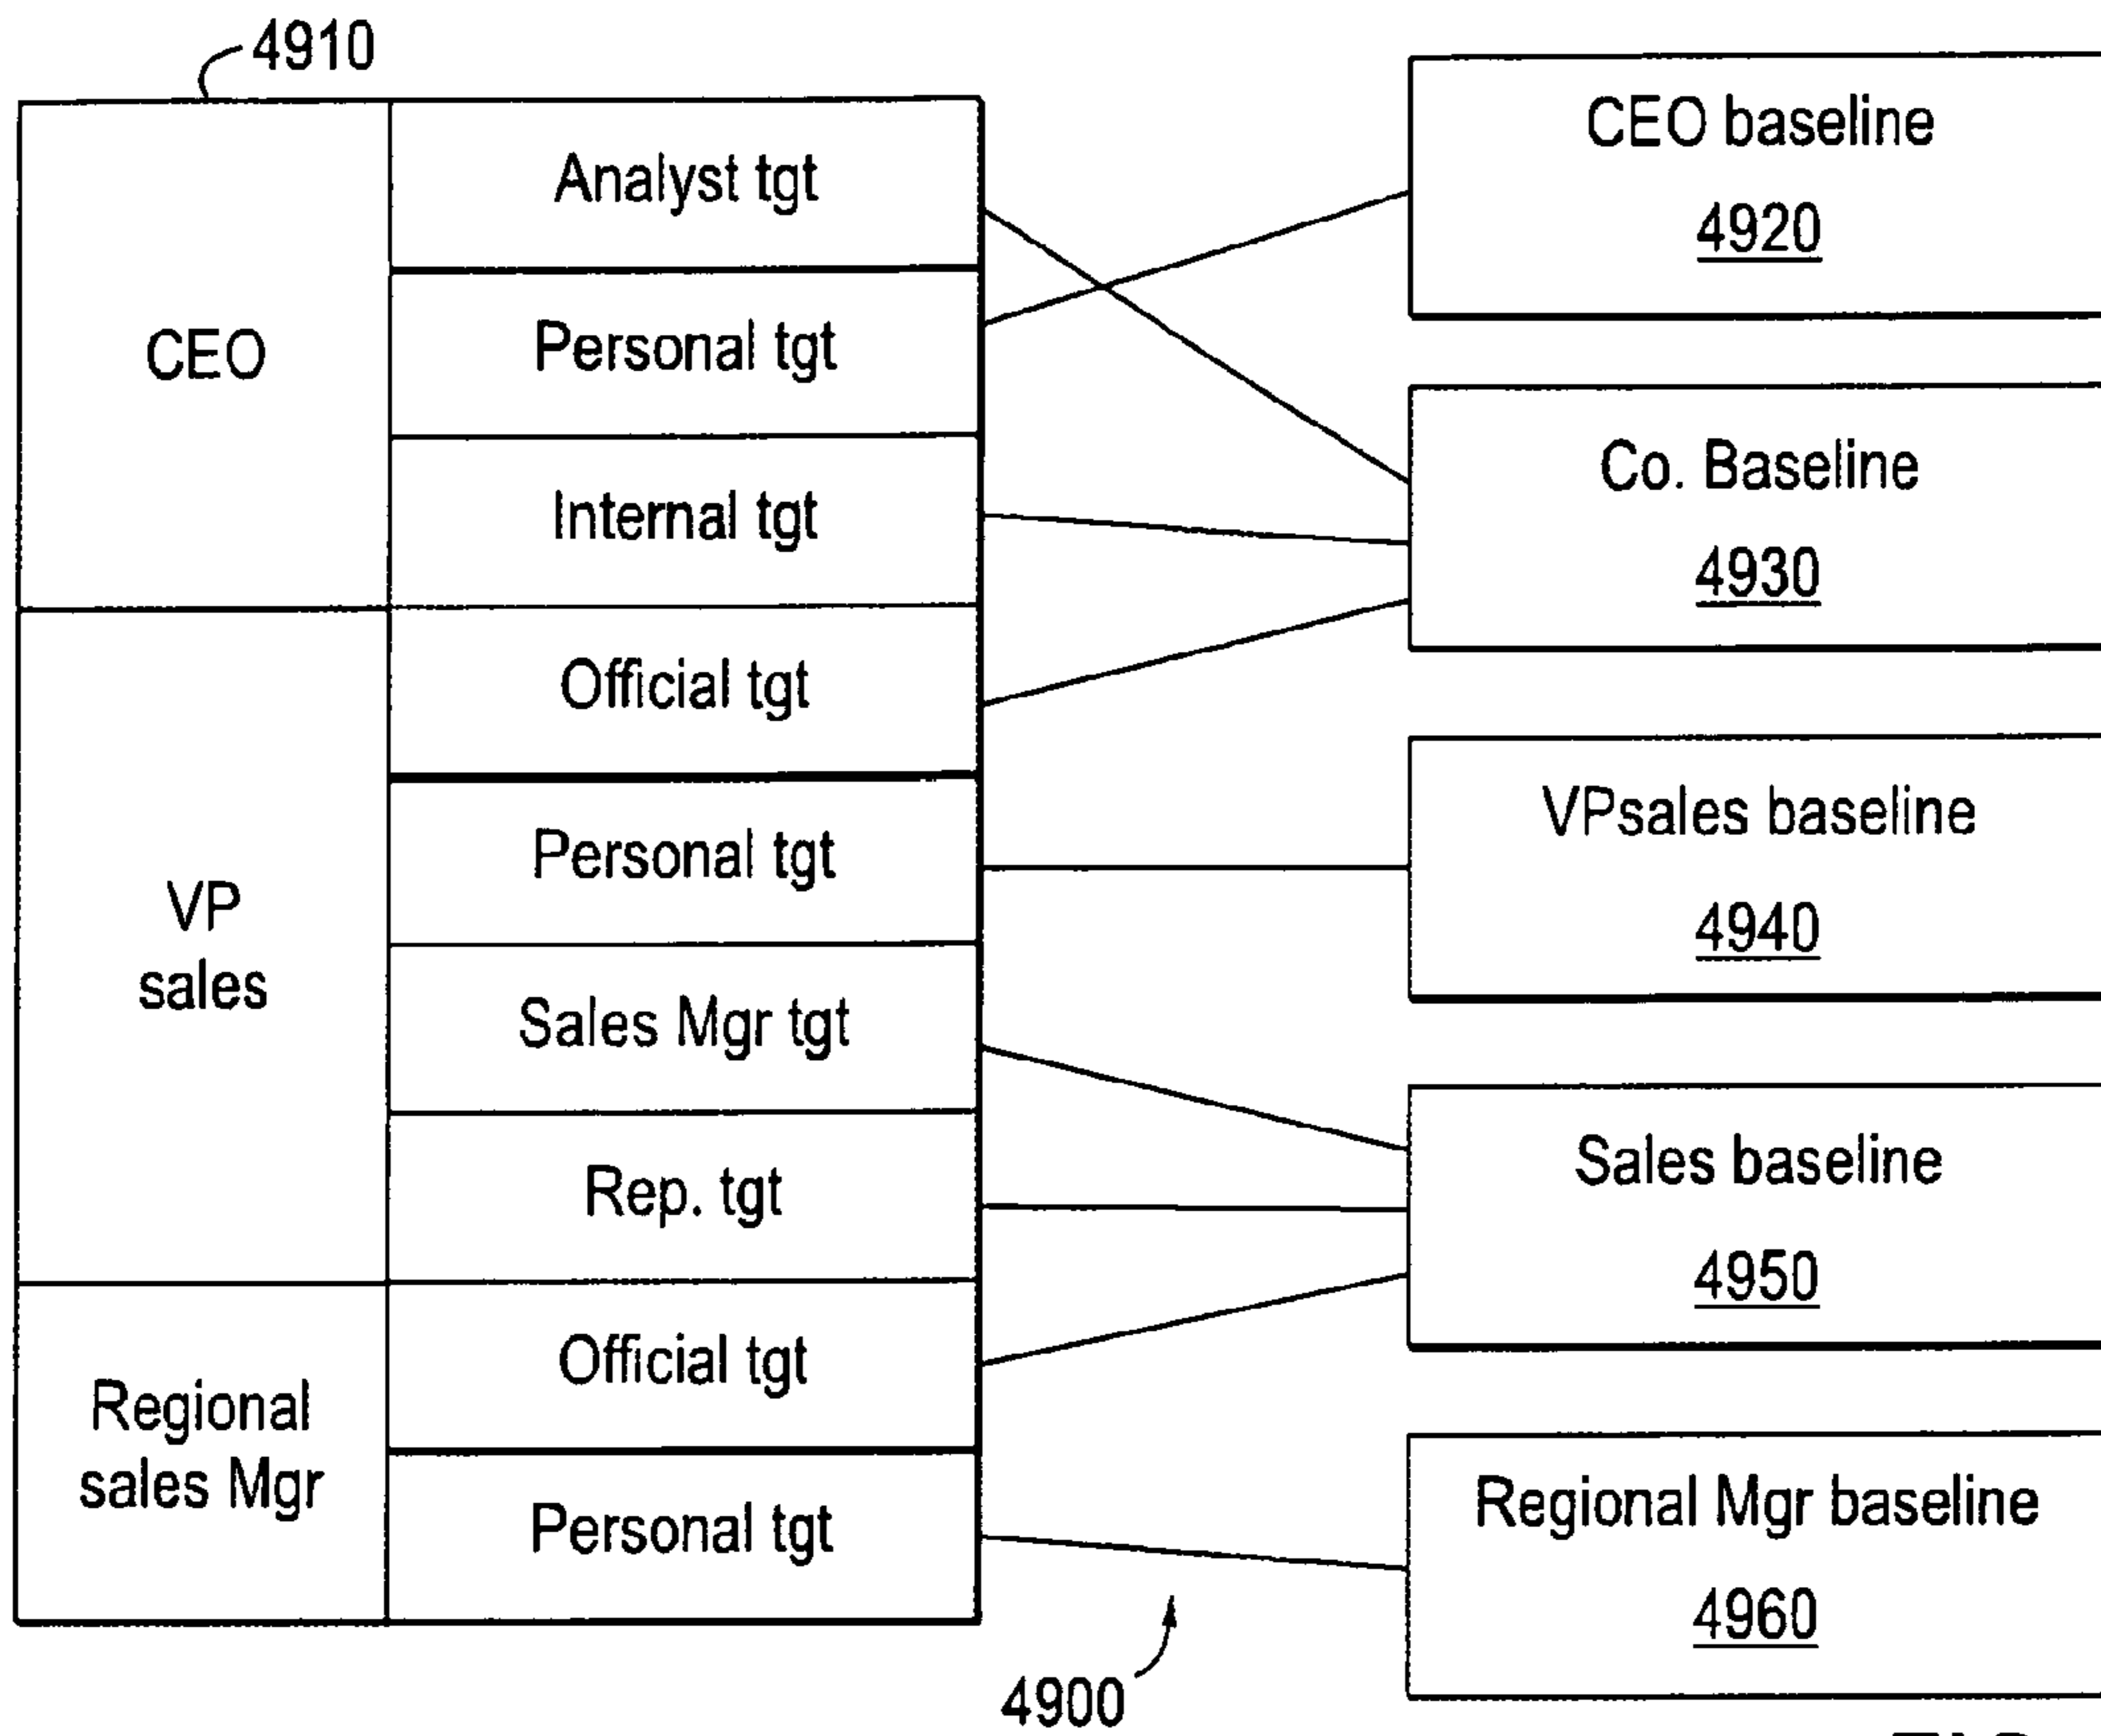 4910
CEO
Analyst tgt
Personal tgt
Internal tgt
VP
sales
Official tgt
Personal tgt
Sales Mgr tgt
Rep. tgt
Regional
sales Mgr
Official tgt
Personal tgt
CEO baseline
4920
Co. Baseline
4930
VPsales baseline
4940
Sales baseline
4950
Regional Mgr baseline
4960
4900